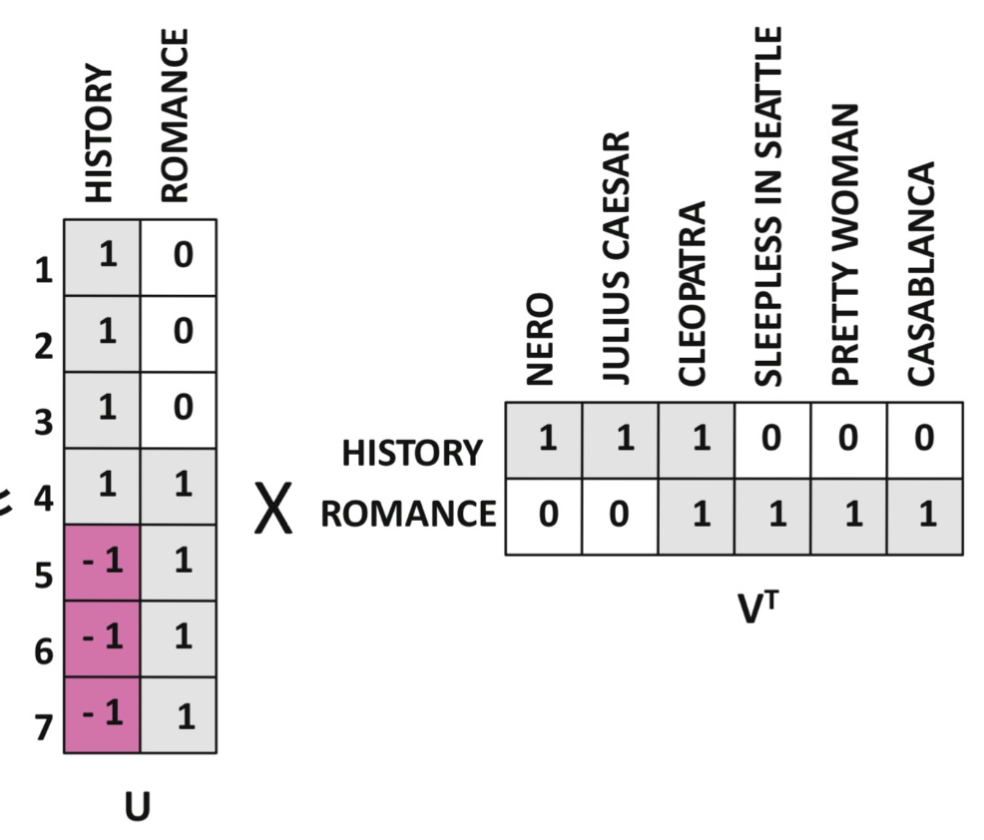 HISTORY ROMANCE
1 1 0
2 1 0
3 1 0
4 1 1
5 - 1 1
6 - 1 1
7 - 1 1
U
X
NERO JULIUS CAESAR CLEOPATRA SLEEPLESS IN SEATTLE PRETTY WOMAN CASABLANCA
HISTORY 1 1 1 0 0 0
ROMANCE 0 0 1 1 1 1
Vᵀ